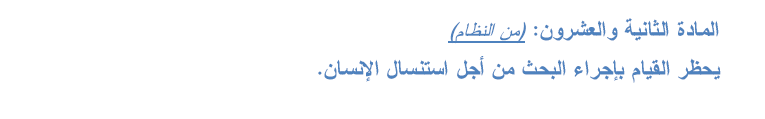 المادة الثانية والعشرون: (من النظام)
يحظر القيام بإجراء البحث من أجل استنسال الإنسان.